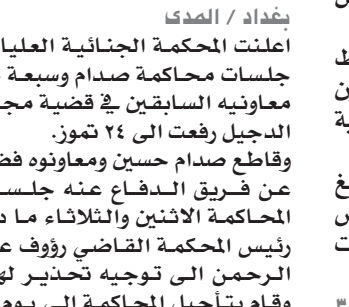 بغداد / المدى
اعلنت المحكمة الجنائية العليا
جلسات محاكمة صدام وسبعة
معاونيه السابقين في قضية مجـ
الدجيل رفعت الى ٢٤ تموز.
وقاطع صدام حسين ومعاونوه فضـ
عن فريق الدفاع عنه جلسـ
المحاكمة الاثنين والثلاثاء ما د
رئيس المحكمة القاضي رؤوف عـ
الرحمن الى توجيه تحذير لهـ
وقام بتأجيل المحاكمة الى يوم